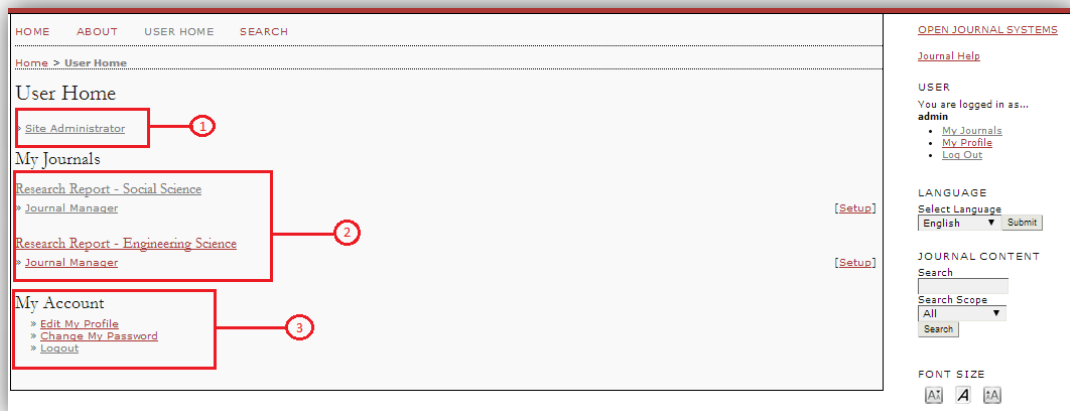 HOME ABOUT USER HOME SEARCH
Home > User Home
User Home
» Site Administrator
1
My Journals
Research Report - Social Science
» Journal Manager [Setup]
2
Research Report - Engineering Science
» Journal Manager [Setup]
My Account
» Edit My Profile
» Change My Password
» Logout
3
OPEN JOURNAL SYSTEMS
Journal Help
USER
You are logged in as...
admin
• My Journals
• My Profile
• Log Out
LANGUAGE
Select Language
English Submit
JOURNAL CONTENT
Search
Search Scope
All
Search
FONT SIZE
A A A